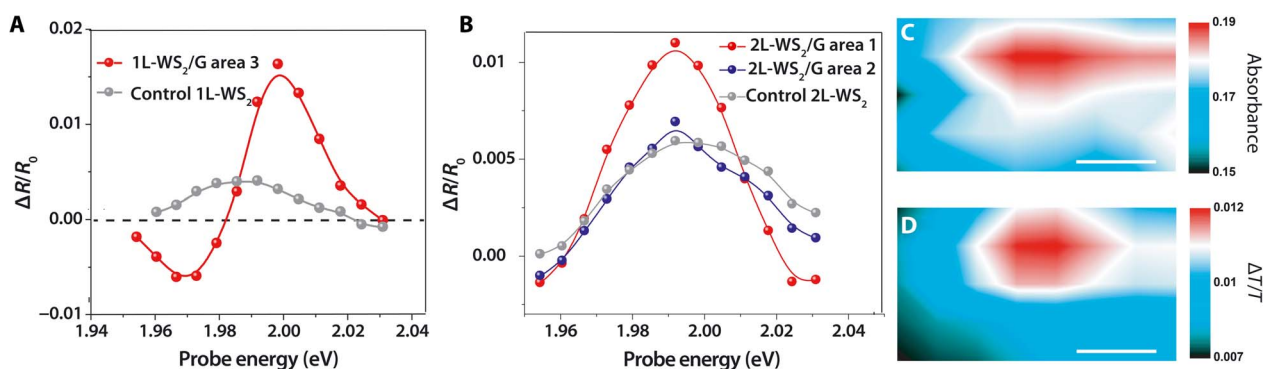 A
0.02
0.01
0.00
−0.01
1.94
1.96
1.98
2.00
2.02
2.04
ΔR/R₀
Probe energy (eV)
1L-WS₂/G area 3
Control 1L-WS₂
B
0.01
0.005
0.00
1.96
1.98
2.00
2.02
2.04
ΔR/R₀
Probe energy (eV)
2L-WS₂/G area 1
2L-WS₂/G area 2
Control 2L-WS₂
C
0.19
0.17
0.15
Absorbance
D
0.012
0.01
0.007
ΔT/T